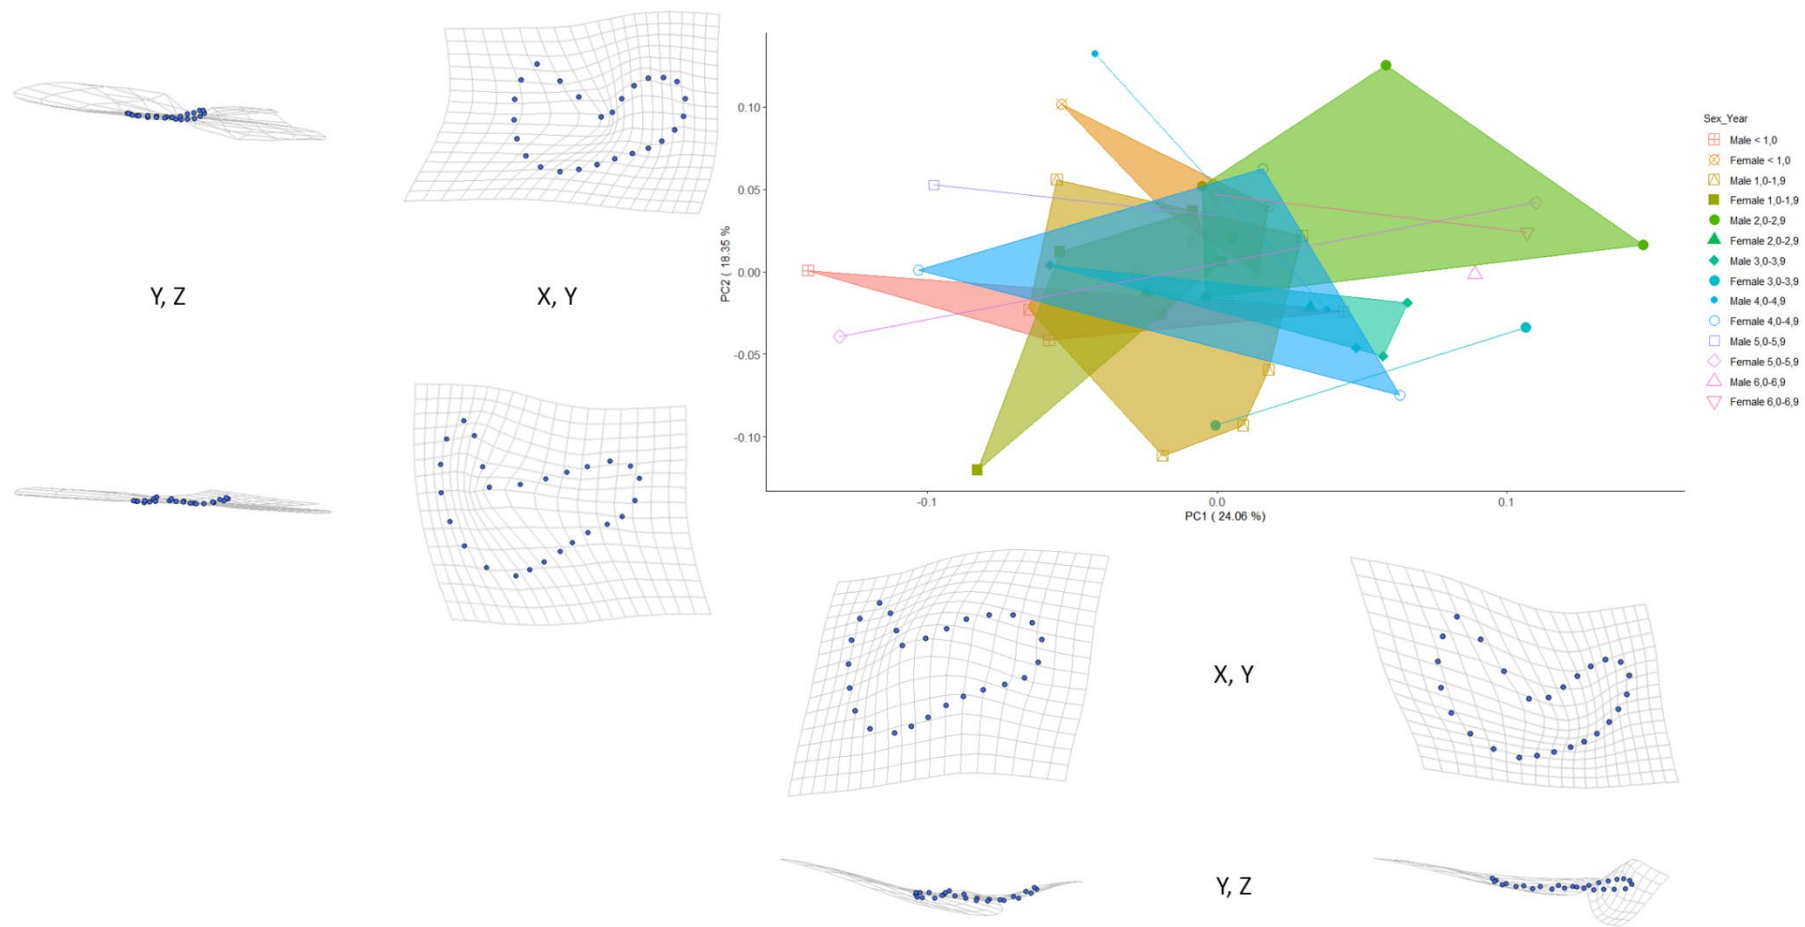 Y, Z
X, Y
0.10
0.05
0.00
-0.05
-0.10
PC2 ( 18.35 %)
-0.1
0.0
0.1
PC1 ( 24.06 %)
Sex_Year
Male < 1,0
Female < 1,0
Male 1,0-1,9
Female 1,0-1,9
Male 2,0-2,9
Female 2,0-2,9
Male 3,0-3,9
Female 3,0-3,9
Male 4,0-4,9
Female 4,0-4,9
Male 5,0-5,9
Female 5,0-5,9
Male 6,0-6,9
Female 6,0-6,9
X, Y
Y, Z